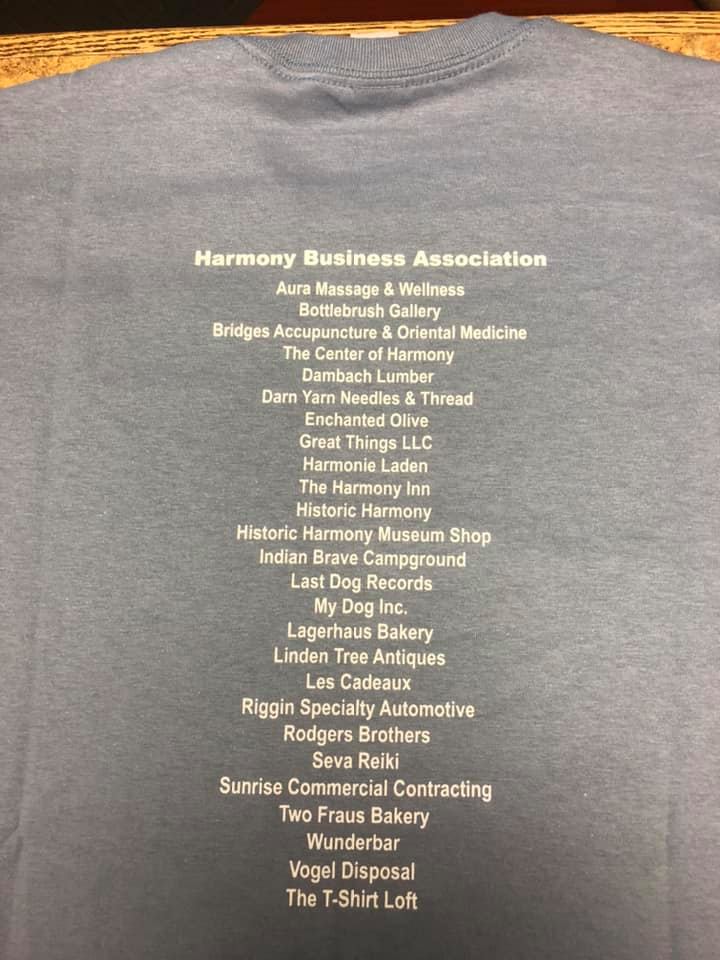 Harmony Business Association
Aura Massage & Wellness
Bottlebrush Gallery
Bridges Accupuncture & Oriental Medicine
The Center of Harmony
Dambach Lumber
Darn Yarn Needles & Thread
Enchanted Olive
Great Things LLC
Harmonie Laden
The Harmony Inn
Historic Harmony
Historic Harmony Museum Shop
Indian Brave Campground
Last Dog Records
My Dog Inc.
Lagerhaus Bakery
Linden Tree Antiques
Les Cadeaux
Riggin Specialty Automotive
Rodgers Brothers
Seva Reiki
Sunrise Commercial Contracting
Two Fraus Bakery
Wunderbar
Vogel Disposal
The T-Shirt Loft